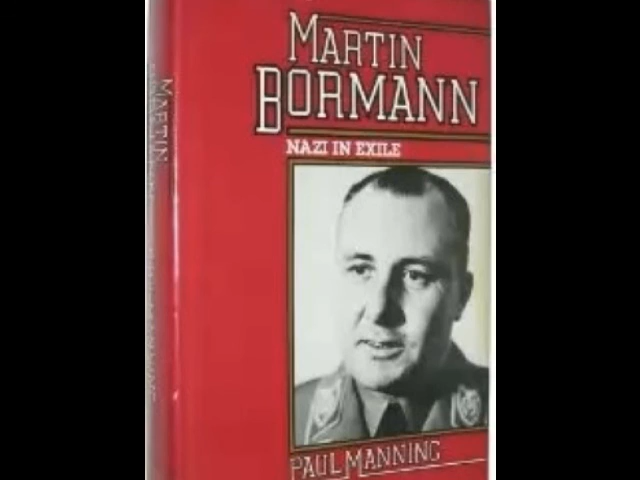 MARTIN
BORMANN
NAZI IN EXILE
PAUL MANNING
MARTIN